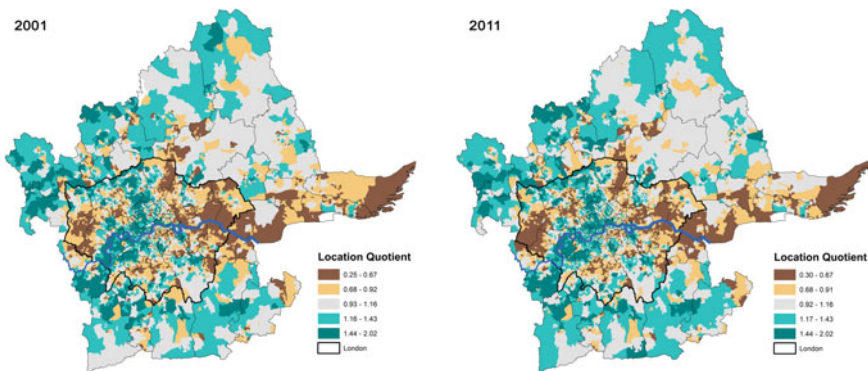 2001
Location Quotient
0.25 - 0.67
0.68 - 0.92
0.93 - 1.16
1.16 - 1.43
1.44 - 2.02
London
2011
Location Quotient
0.30 - 0.67
0.68 - 0.91
0.92 - 1.16
1.17 - 1.43
1.44 - 2.02
London